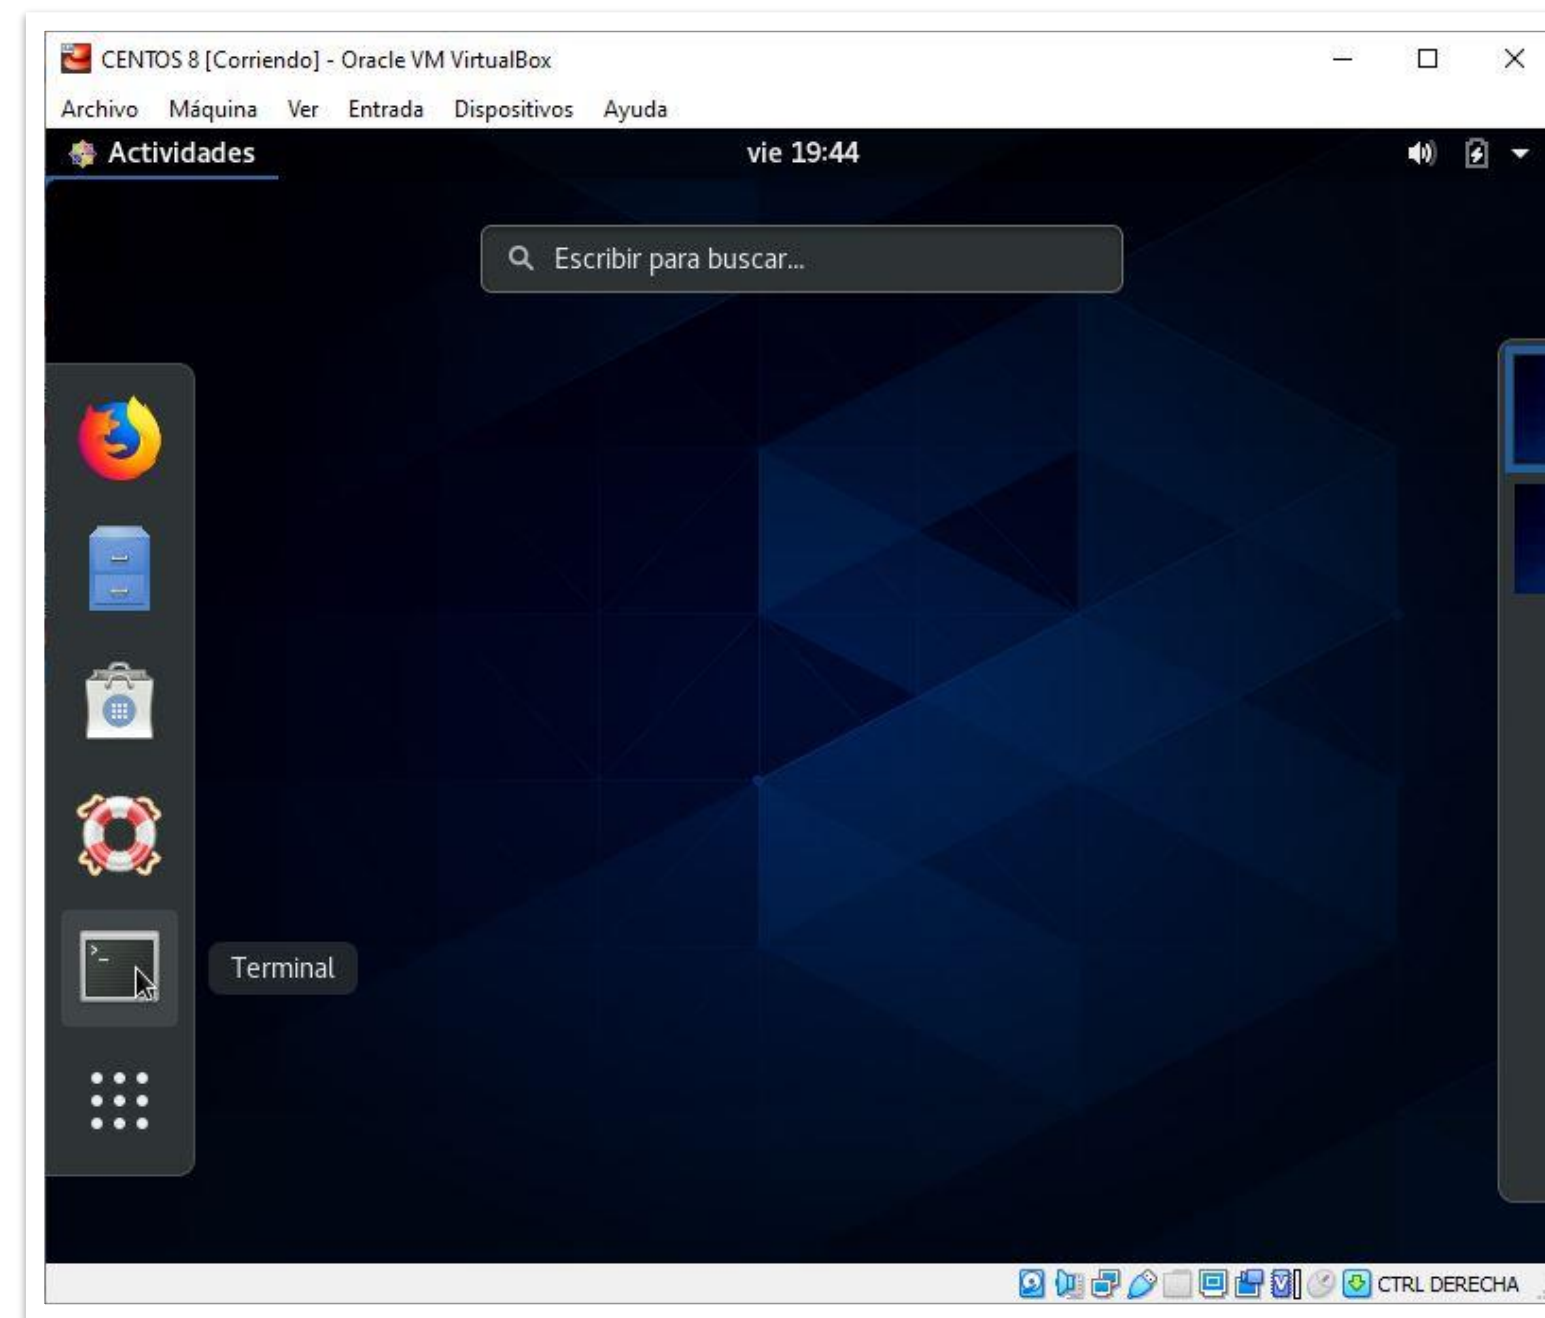 CENTOS 8 [Corriendo] - Oracle VM VirtualBox
Archivo Máquina Ver Entrada Dispositivos Ayuda
Actividades vie 19:44
Escribir para buscar...
>_
Terminal
CTRL DERECHA